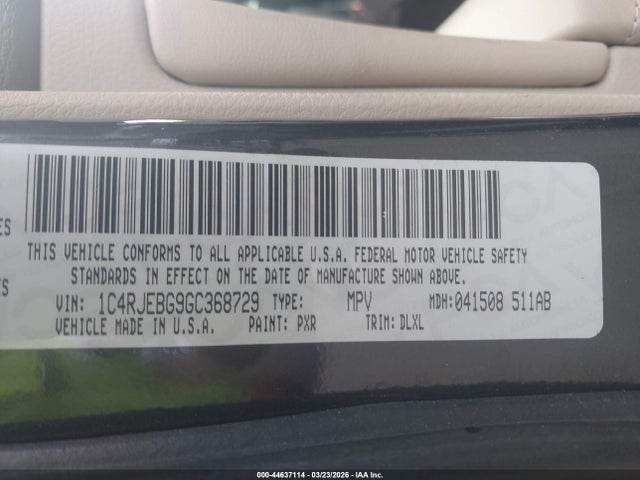 ES
THIS VEHICLE CONFORMS TO ALL APPLICABLE U.S.A. FEDERAL MOTOR VEHICLE SAFETY
STANDARDS IN EFFECT ON THE DATE OF MANUFACTURE SHOWN ABOVE.
ES
VIN: 1C4RJEBG9GC368729 TYPE: MPV MDH:041508 511AB
VEHICLE MADE IN U.S.A. PAINT: PXR TRIM: DLXL
000-44637114 - 03/23/2026 - IAA Inc.